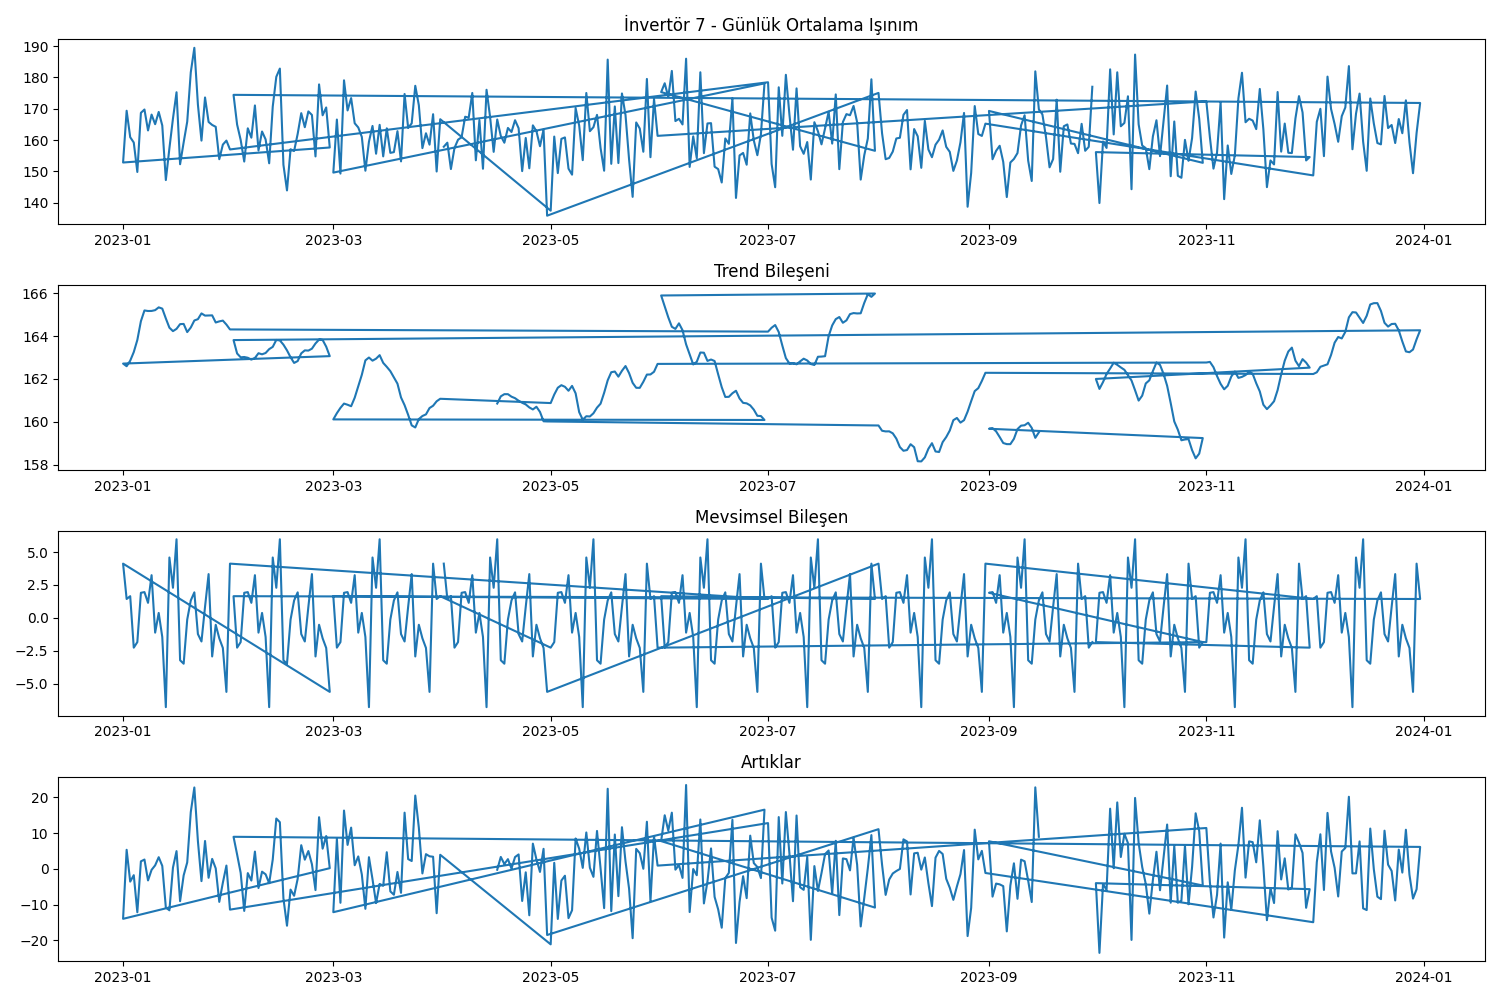 İnvertör 7 - Günlük Ortalama Işınım
190
180
170
160
150
140
2023-01 2023-03 2023-05 2023-07 2023-09 2023-11 2024-01
Trend Bileşeni
166
164
162
160
158
2023-01 2023-03 2023-05 2023-07 2023-09 2023-11 2024-01
Mevsimsel Bileşen
5.0
2.5
0.0
−2.5
−5.0
2023-01 2023-03 2023-05 2023-07 2023-09 2023-11 2024-01
Artıklar
20
10
0
−10
−20
2023-01 2023-03 2023-05 2023-07 2023-09 2023-11 2024-01